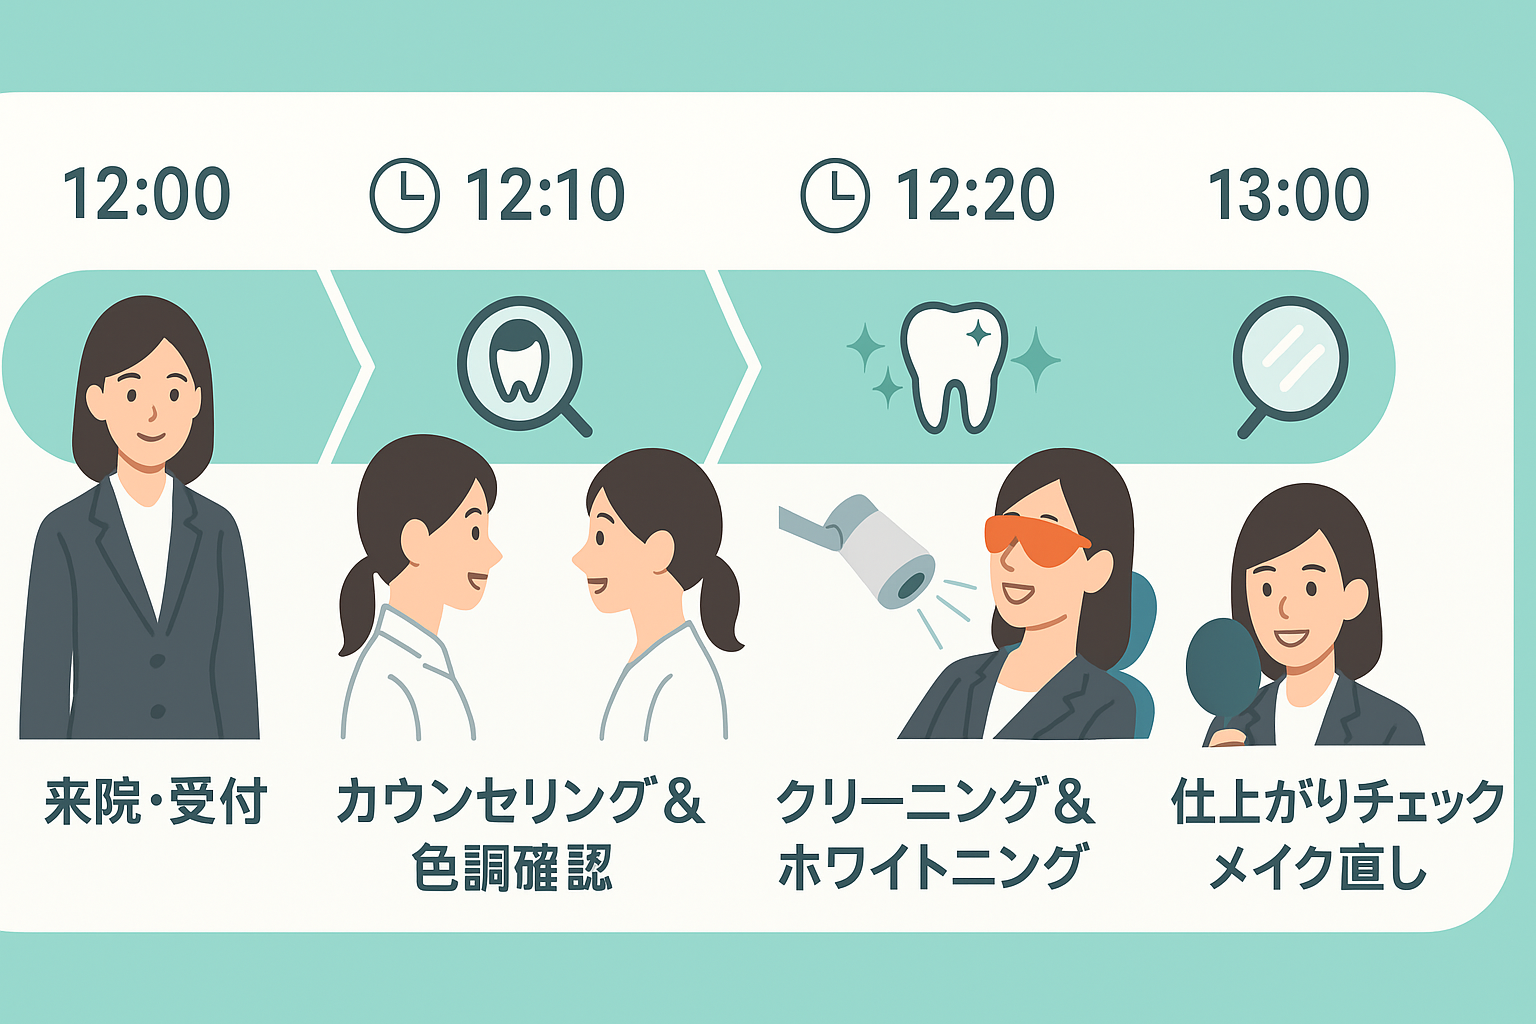 12:00
12:10
12:20
13:00
来院・受付
カウンセリング&
色調確認
クリーニング&
ホワイトニング
仕上がりチェック
メイク直し